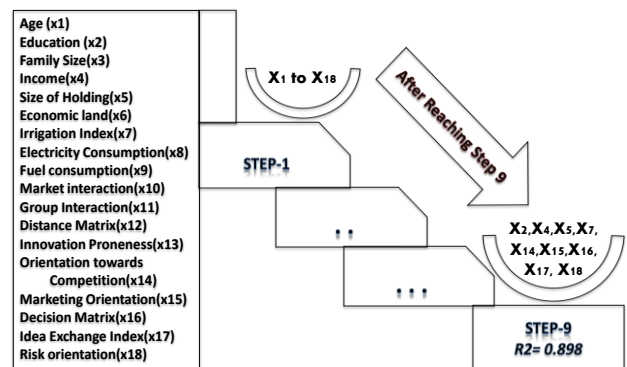 Age (x1)
Education (x2)
Family Size(x3)
Income(x4)
Size of Holding(x5)
Economic land(x6)
Irrigation Index(x7)
Electricity Consumption(x8)
Fuel consumption(x9)
Market interaction(x10)
Group Interaction(x11)
Distance Matrix(x12)
Innovation Proneness(x13)
Orientation towards
Competition(x14)
Marketing Orientation(x15)
Decision Matrix(x16)
Idea Exchange Index(x17)
Risk orientation(x18)
X1 to X18
After Reaching Step 9
STEP-1
..
...
X2,X4,X5,X7,
X14,X15,X16,
X17, X18
STEP-9
R2= 0.898